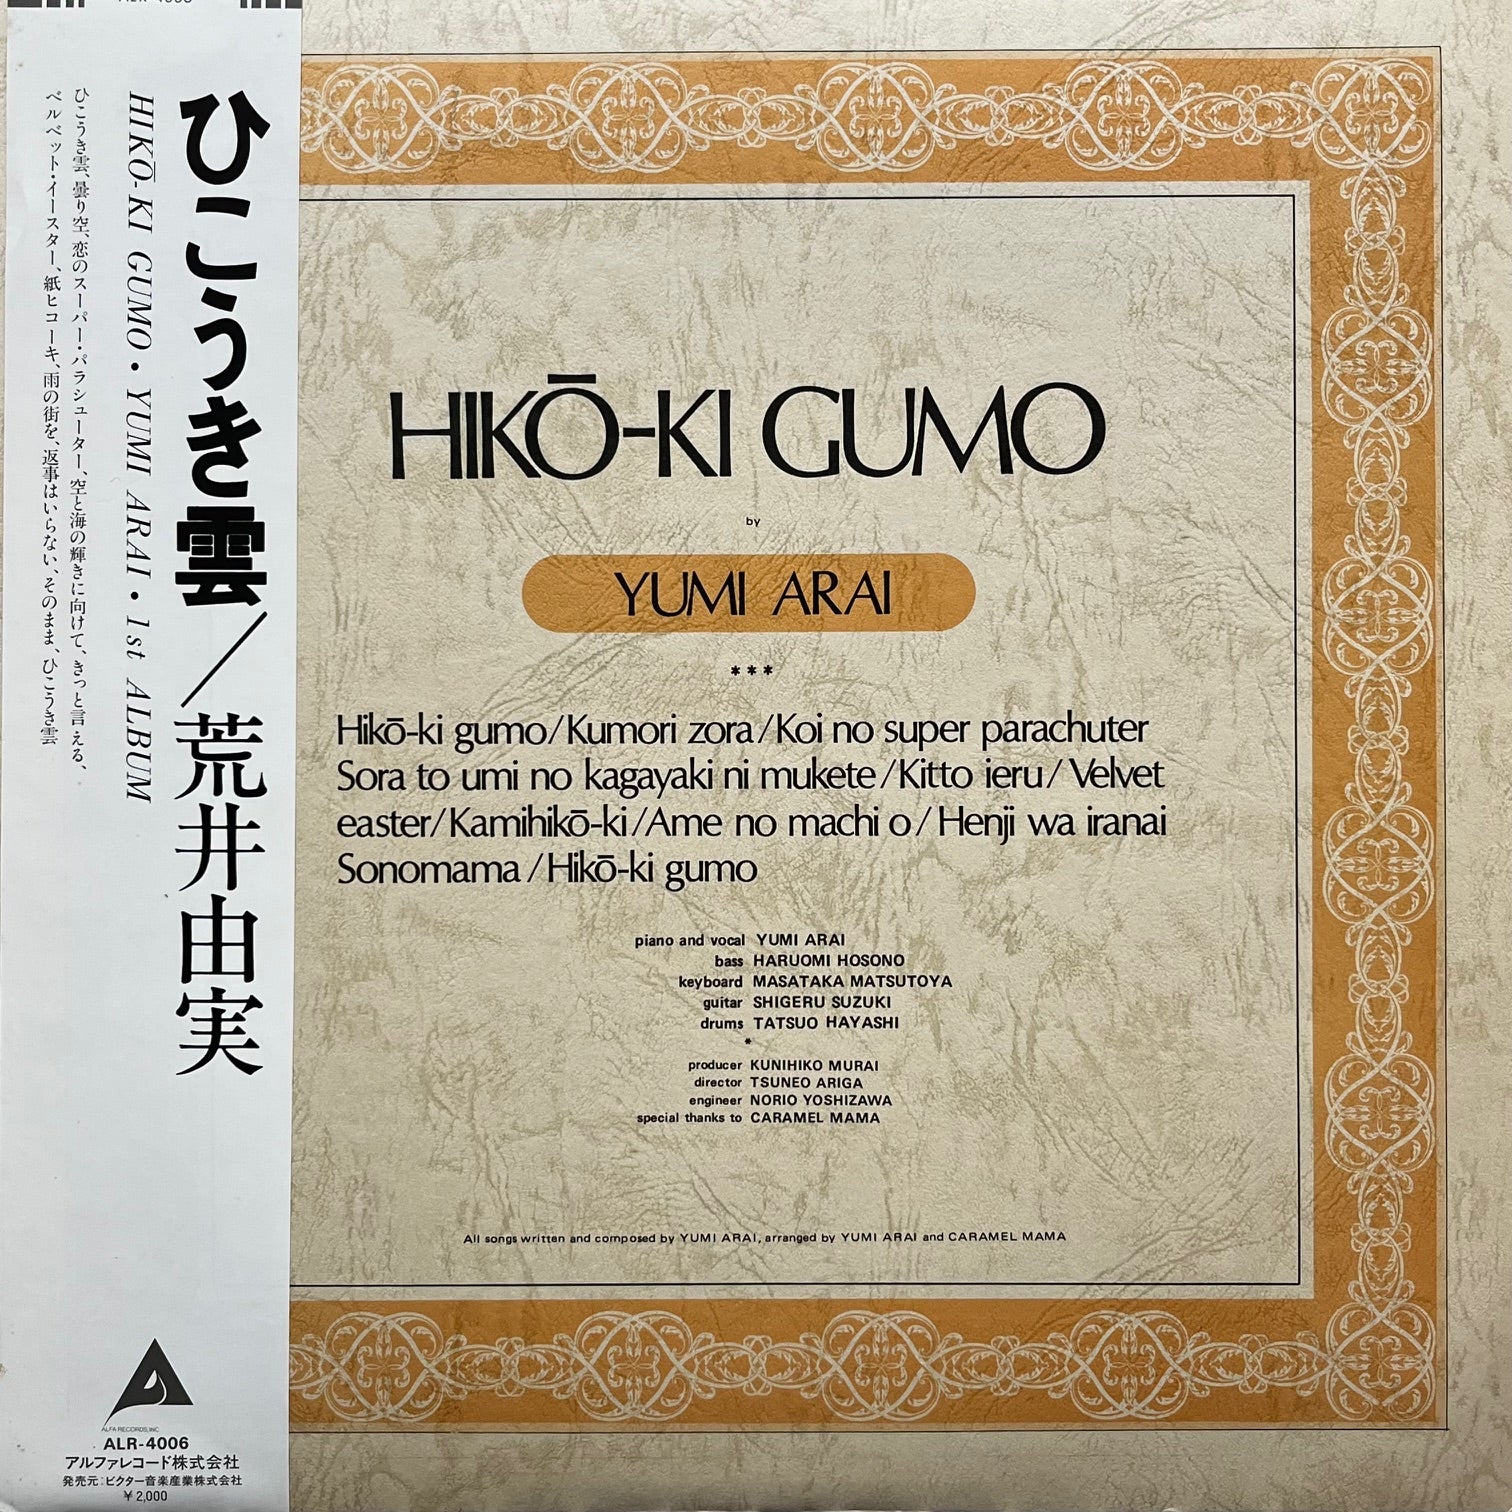 ひこうき雲/荒井由実
HIKŌ-KI GUMO・YUMI ARAI・1st ALBUM
ひこうき雲、曇り空、恋のスーパー・パラシューター、空と海の輝きに向けて、きっと言える、
ベルベット・イースター、紙ヒコーキ、雨の街を、返事はいらない、そのまま、ひこうき雲
ALFA RECORDS, INC
ALR-4006
アルファレコード株式会社
発売元:ビクター音楽産業株式会社
¥2,000
HIKŌ-KI GUMO
by
YUMI ARAI
***
Hikō-ki gumo/Kumori zora/Koi no super parachuter
Sora to umi no kagayaki ni mukete/Kitto ieru/Velvet
easter/Kamihikō-ki/Ame no machi o/Henji wa iranai
Sonomama/Hikō-ki gumo
piano and vocal YUMI ARAI
bass HARUOMI HOSONO
keyboard MASATAKA MATSUTOYA
guitar SHIGERU SUZUKI
drums TATSUO HAYASHI
*
producer KUNIHIKO MURAI
director TSUNEO ARIGA
engineer NORIO YOSHIZAWA
special thanks to CARAMEL MAMA
All songs written and composed by YUMI ARAI, arranged by YUMI ARAI and CARAMEL MAMA